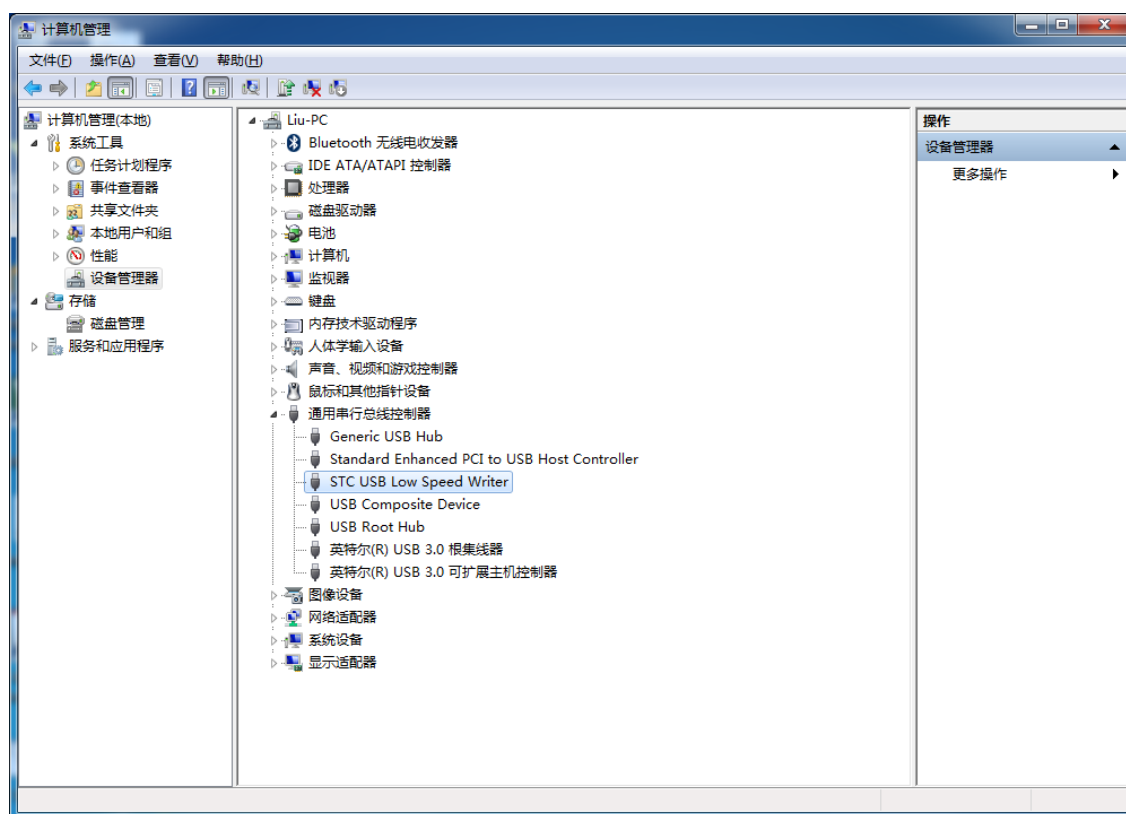 计算机管理
文件(F) 操作(A) 查看(V) 帮助(H)
计算机管理(本地)
系统工具
任务计划程序
事件查看器
共享文件夹
本地用户和组
性能
设备管理器
存储
磁盘管理
服务和应用程序
Liu-PC
Bluetooth 无线电收发器
IDE ATA/ATAPI 控制器
处理器
磁盘驱动器
电池
计算机
监视器
键盘
内存技术驱动程序
人体学输入设备
声音、视频和游戏控制器
鼠标和其他指针设备
通用串行总线控制器
Generic USB Hub
Standard Enhanced PCI to USB Host Controller
STC USB Low Speed Writer
USB Composite Device
USB Root Hub
英特尔(R) USB 3.0 根集线器
英特尔(R) USB 3.0 可扩展主机控制器
图像设备
网络适配器
系统设备
显示适配器
操作
设备管理器
更多操作